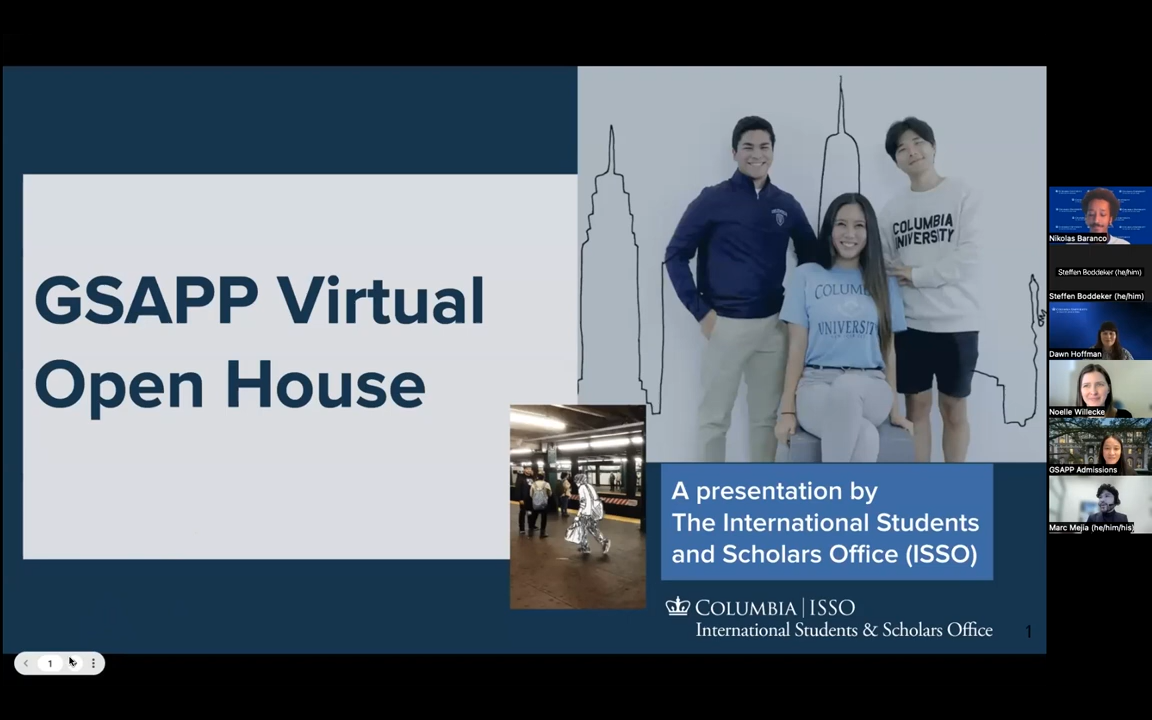 GSAPP Virtual
Open House
COLUMBIA
UNIVERSITY
UNIVERSITY
A presentation by
The International Students
and Scholars Office (ISSO)
COLUMBIA | ISSO
International Students & Scholars Office
1
1
Nikolas Baranco
Steffen Boddeker (he/him)
Steffen Boddeker (he/him)
Dawn Hoffman
Noelle Willecke
GSAPP Admissions
Marc Mejia (he/him/his)